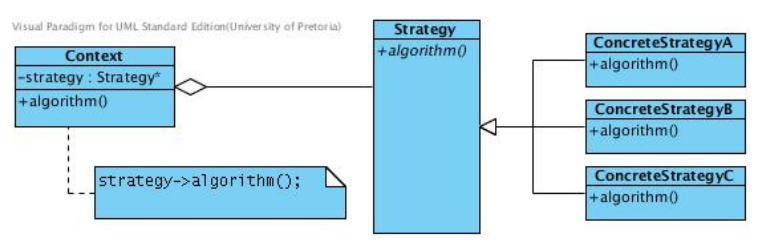 Visual Paradigm for UML Standard Edition(University of Pretoria)
Context
-strategy : Strategy*
+algorithm()
strategy->algorithm();
Strategy
+algorithm()
ConcreteStrategyA
+algorithm()
ConcreteStrategyB
+algorithm()
ConcreteStrategyC
+algorithm()